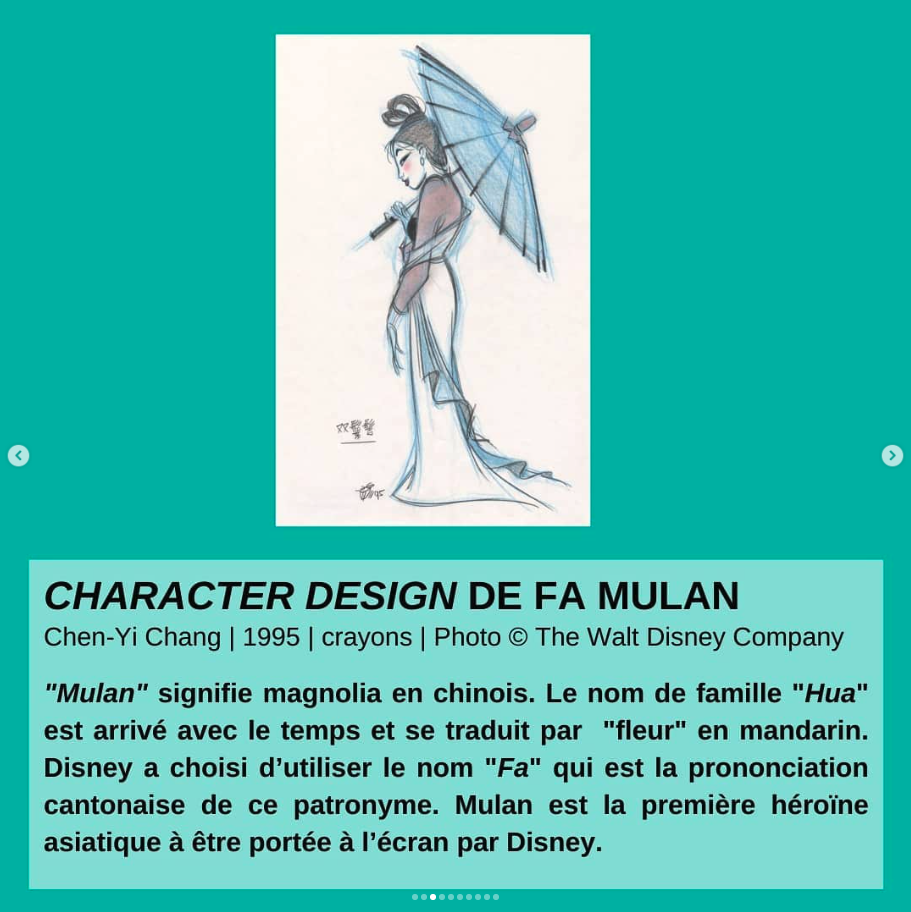 CHARACTER DESIGN DE FA MULAN
Chen-Yi Chang | 1995 | crayons | Photo © The Walt Disney Company
"Mulan" signifie magnolia en chinois. Le nom de famille "Hua"
est arrivé avec le temps et se traduit par "fleur" en mandarin.
Disney a choisi d’utiliser le nom "Fa" qui est la prononciation
cantonaise de ce patronyme. Mulan est la première héroïne
asiatique à être portée à l’écran par Disney.